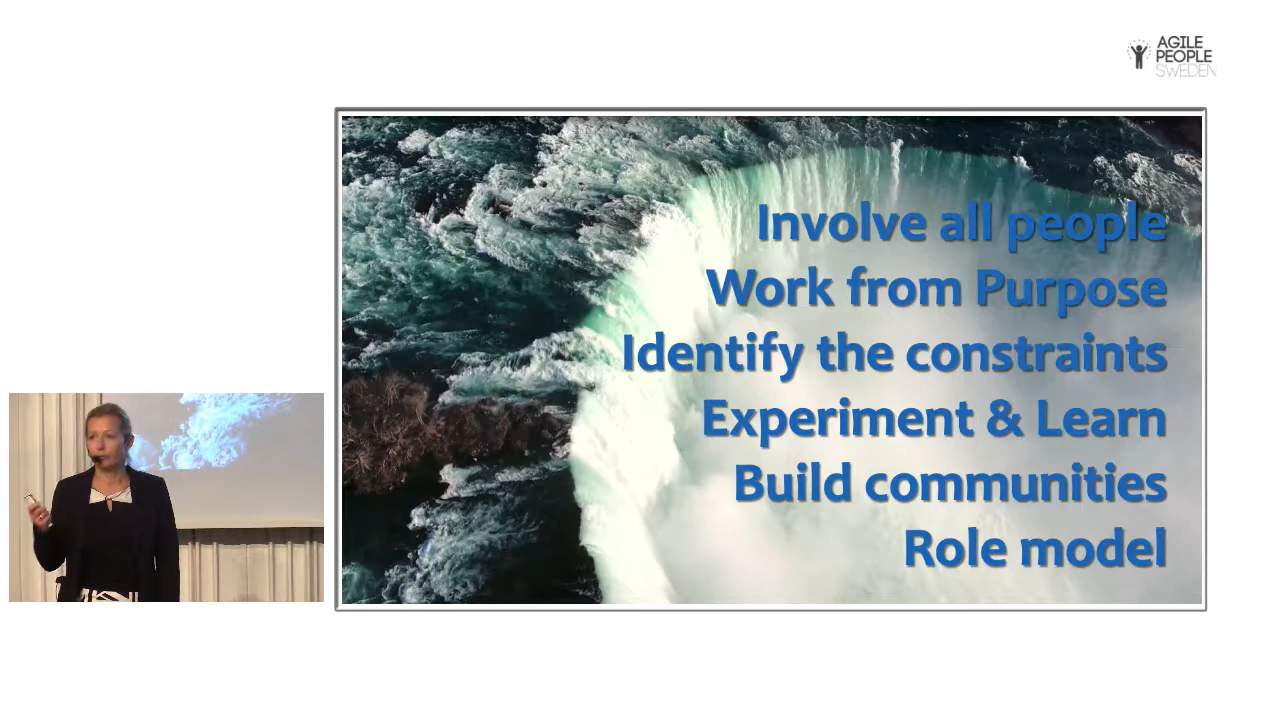 AGILE
PEOPLE
SWEDEN
Involve all people
Work from Purpose
Identify the constraints
Experiment & Learn
Build communities
Role model